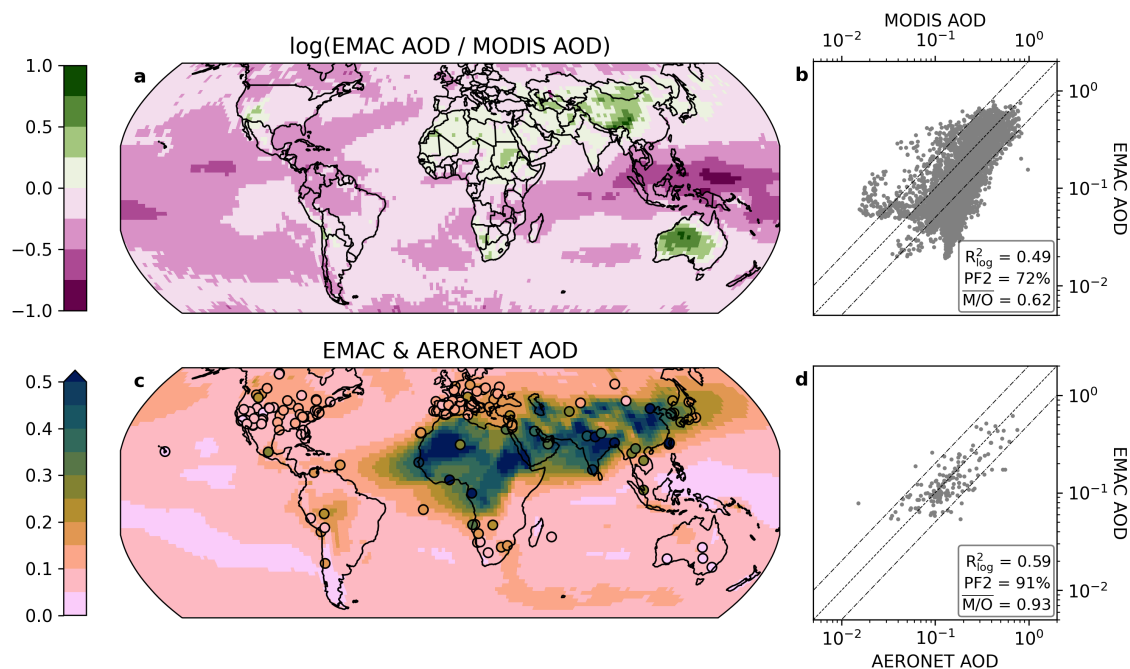 log(EMAC AOD / MODIS AOD)
a
1.0
0.5
0.0
−0.5
−1.0
MODIS AOD
10⁻² 10⁻¹ 10⁰
b
10⁰
10⁻¹
10⁻²
EMAC AOD
R²log = 0.49
PF2 = 72%
M/O = 0.62
EMAC & AERONET AOD
c
0.5
0.4
0.3
0.2
0.1
0.0
d
10⁰
10⁻¹
10⁻²
EMAC AOD
R²log = 0.59
PF2 = 91%
M/O = 0.93
10⁻² 10⁻¹ 10⁰
AERONET AOD